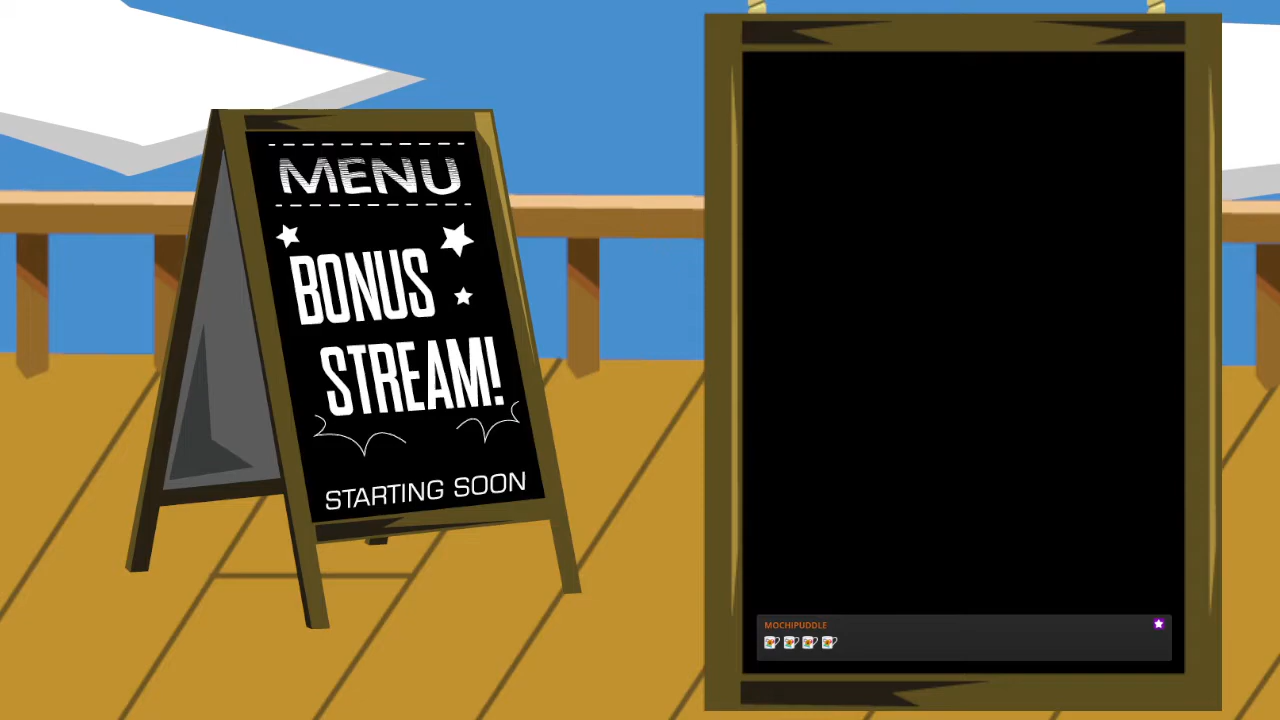 MENU
BONUS
STREAM!
STARTING SOON
MOCHIPUDDLE